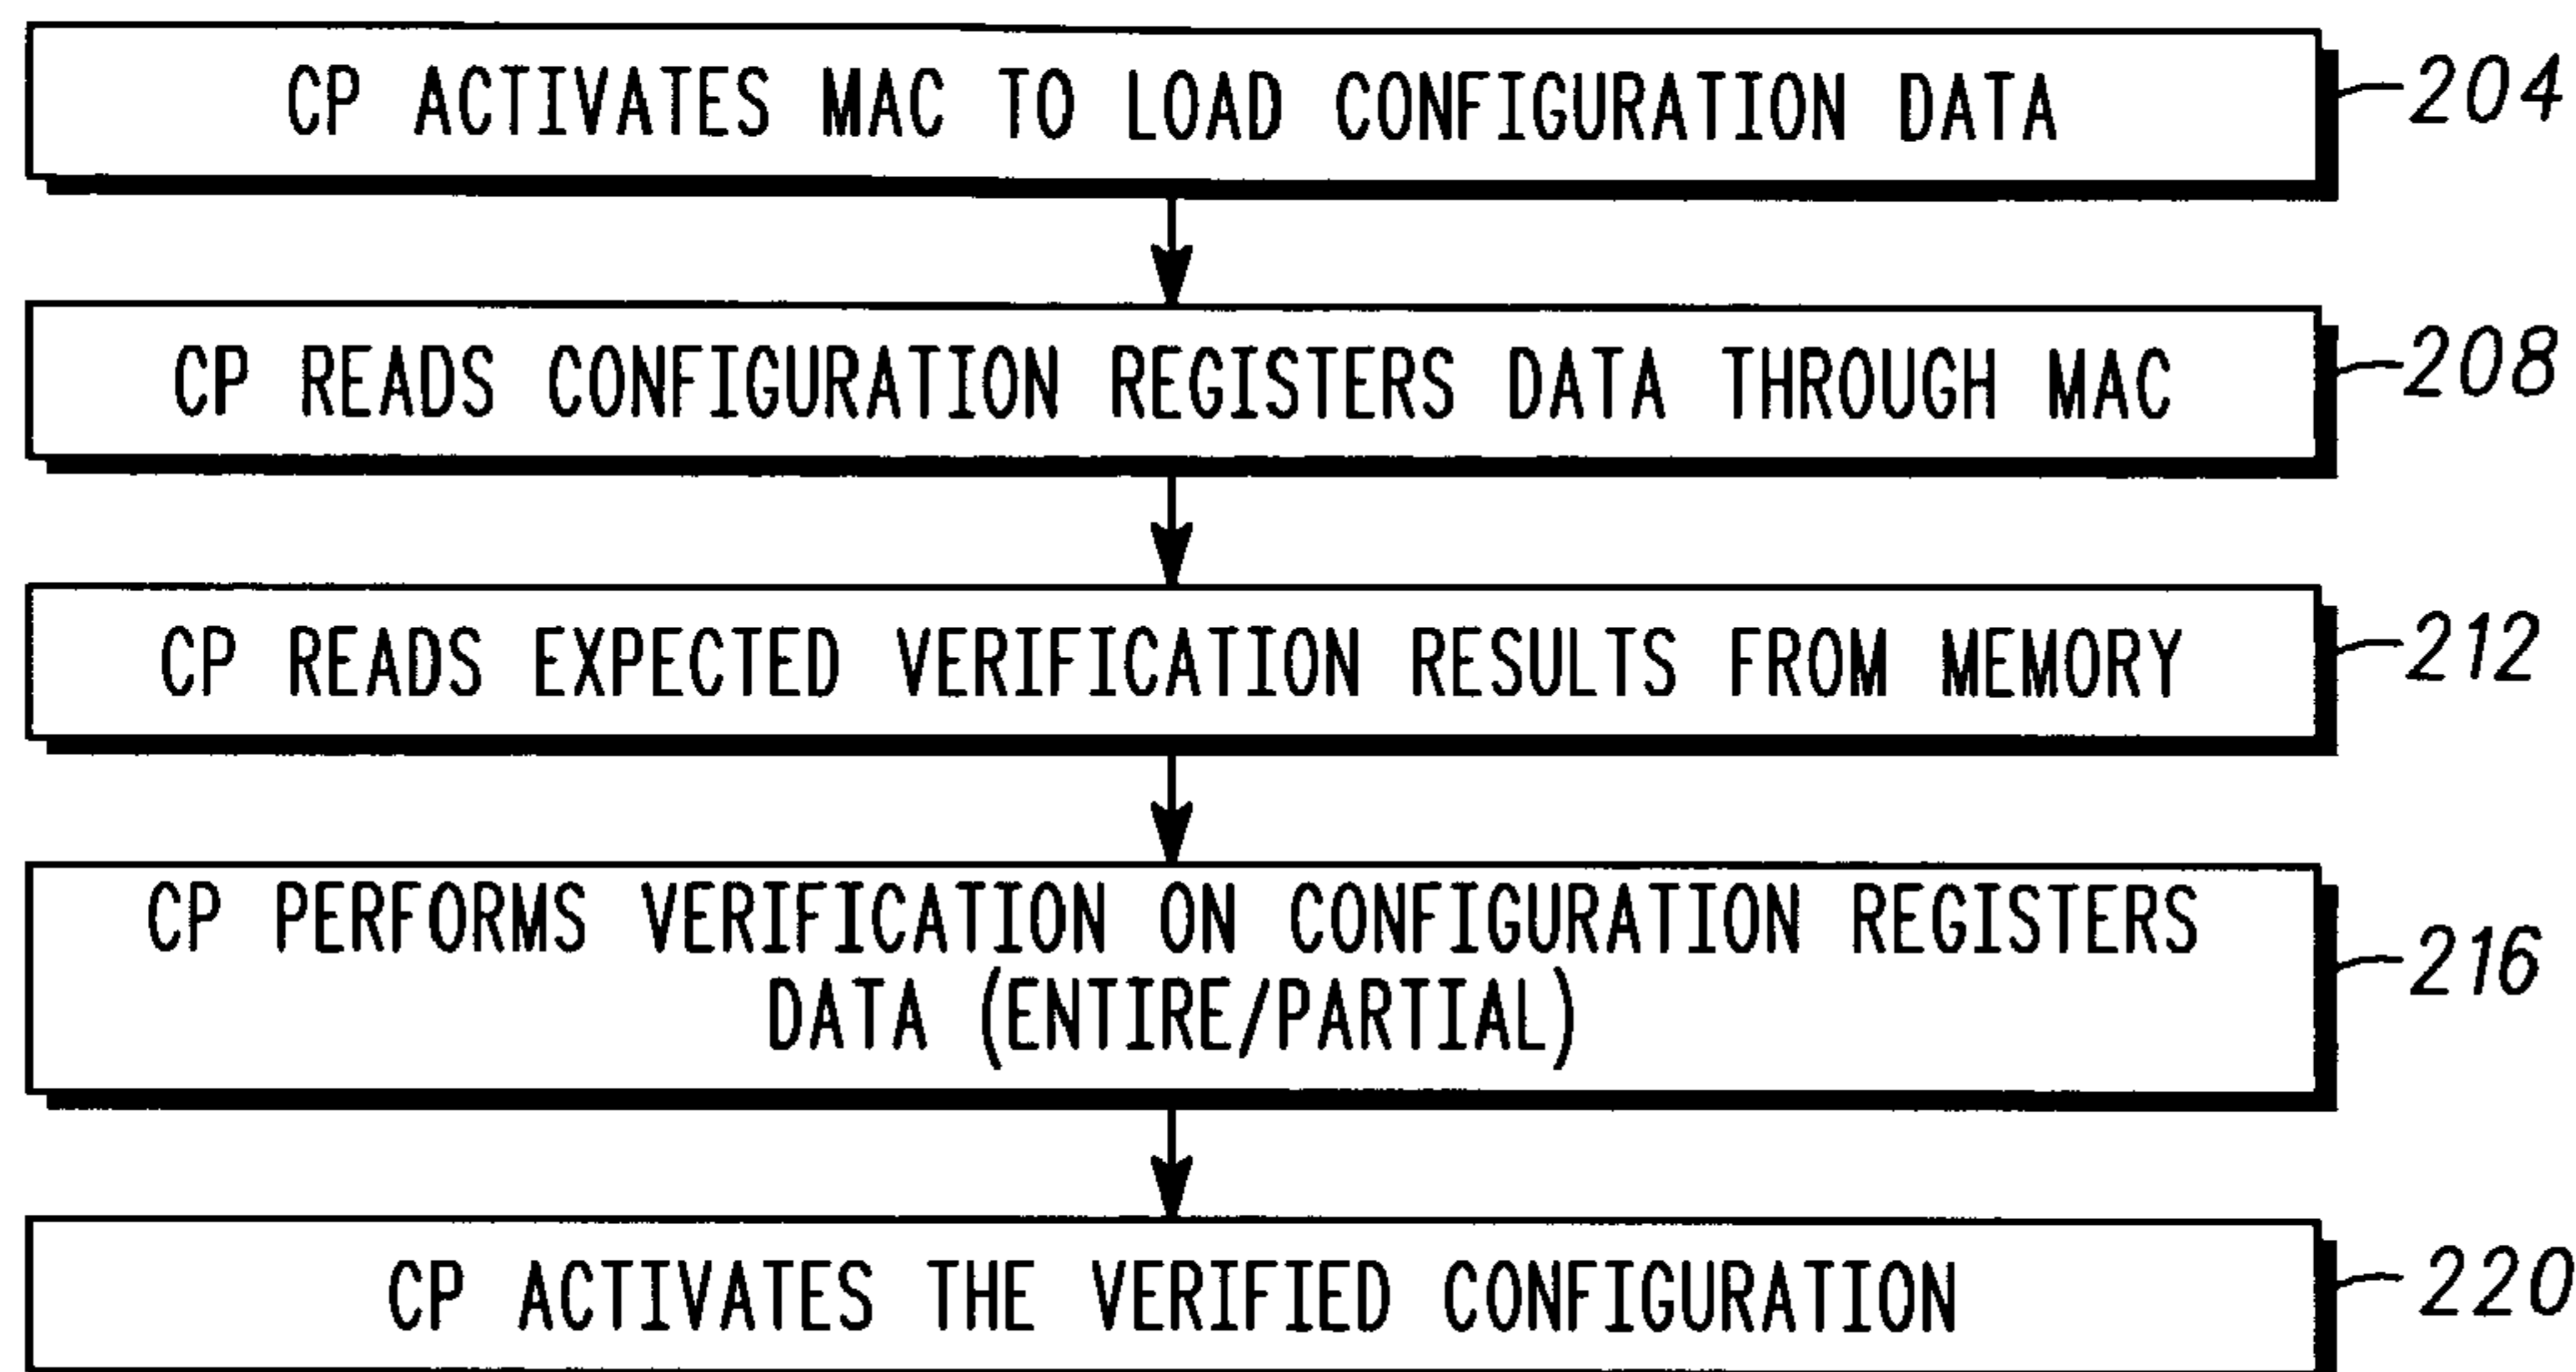 CP ACTIVATES MAC TO LOAD CONFIGURATION DATA
204
CP READS CONFIGURATION REGISTERS DATA THROUGH MAC
208
CP READS EXPECTED VERIFICATION RESULTS FROM MEMORY
212
CP PERFORMS VERIFICATION ON CONFIGURATION REGISTERS
DATA (ENTIRE/PARTIAL)
216
CP ACTIVATES THE VERIFIED CONFIGURATION
220